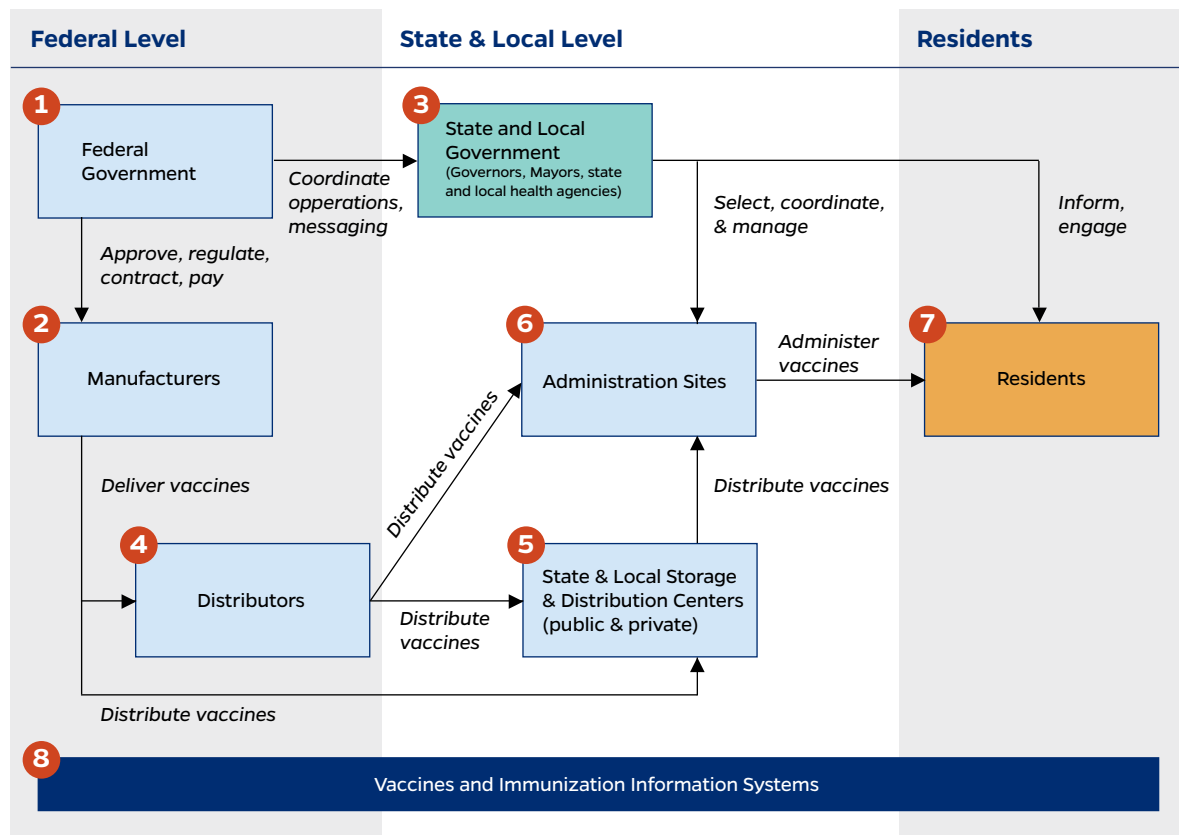 Federal Level
State & Local Level
Residents
1
Federal
Government
Coordinate
opperations,
messaging
3
State and Local
Government
(Governors, Mayors, state
and local health agencies)
Select, coordinate,
& manage
Inform,
engage
Approve, regulate,
contract, pay
2
Manufacturers
6
Administration Sites
Administer
vaccines
7
Residents
Deliver vaccines
Distribute vaccines
Distribute vaccines
4
Distributors
Distribute
vaccines
5
State & Local Storage
& Distribution Centers
(public & private)
Distribute vaccines
8
Vaccines and Immunization Information Systems